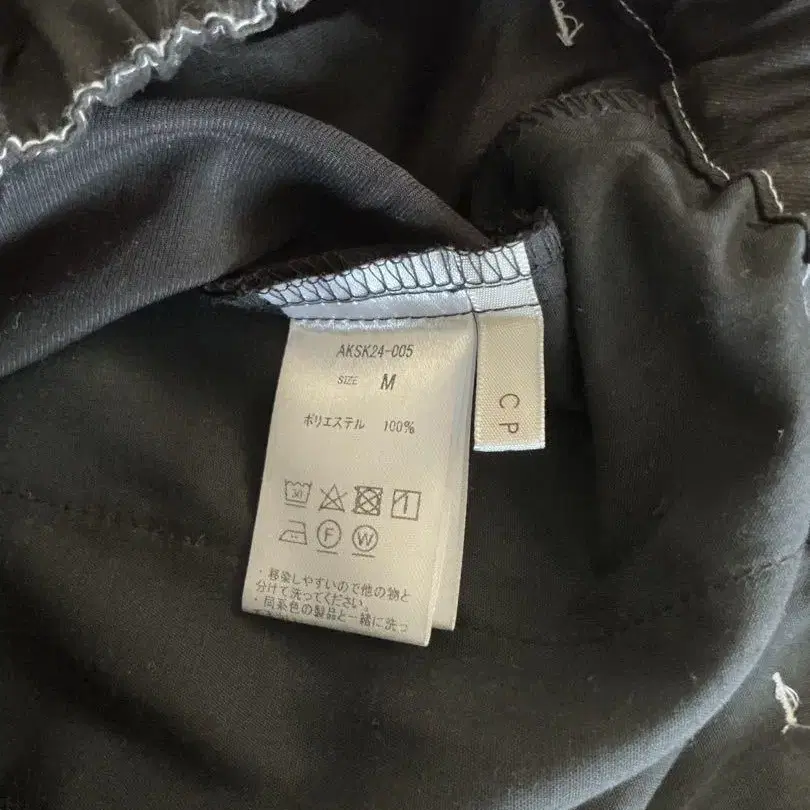 AKSK24-005
SIZE M
ポリエステル 100%
30
F W
・移染しやすいので他の物と
分けて洗ってください。
・同系色の製品と一緒に洗っ
CP